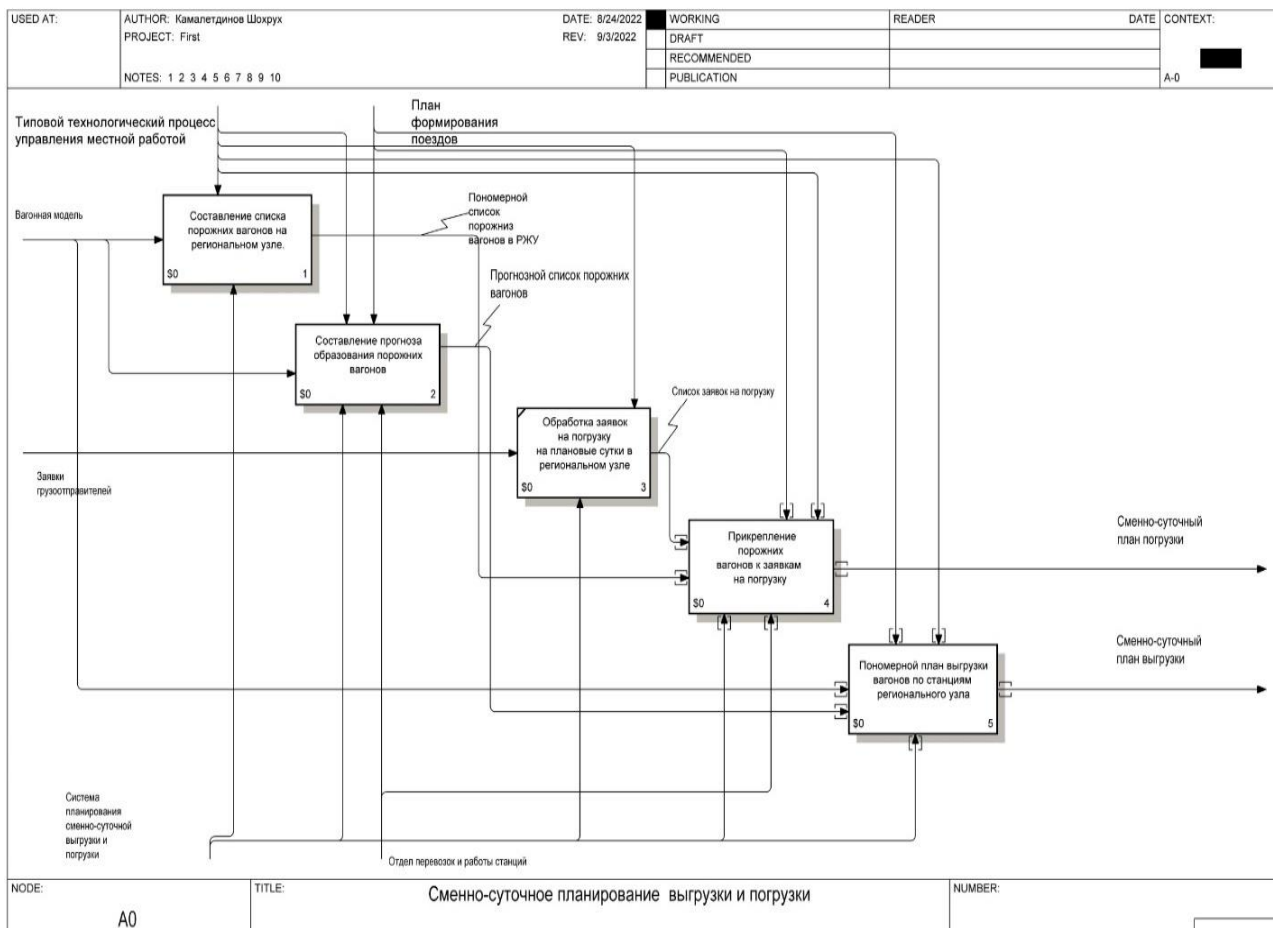 USED AT:
AUTHOR: Камалетдинов Шохрух
DATE: 8/24/2022
WORKING
READER
DATE
CONTEXT:
PROJECT: First
REV: 9/3/2022
DRAFT
RECOMMENDED
NOTES: 1 2 3 4 5 6 7 8 9 10
PUBLICATION
A-0
Типовой технологический процесс
управления местной работой
План
формирования
поездов
Вагонная модель
Составление списка
порожних вагонов на
региональном узле.
$0
1
Пономерной
список
порожниз
вагонов в РЖУ
Прогнозной список порожних
вагонов
Составление прогноза
образования порожних
вагонов
$0
2
Список заявок на погрузку
Обработка заявок
на погрузку
на плановые сутки в
региональном узле
$0
3
Заявки
грузоотправителей
Прикрепление
порожних
вагонов к заявкам
на погрузку
$0
4
Сменно-суточный
план погрузки
Пономерной план выгрузки
вагонов по станциям
регионального узла
$0
5
Сменно-суточный
план выгрузки
Система
планирования
сменно-суточной
выгрузки и
погрузки
Отдел перевозок и работы станций
NODE:
A0
TITLE:
Сменно-суточное планирование выгрузки и погрузки
NUMBER: